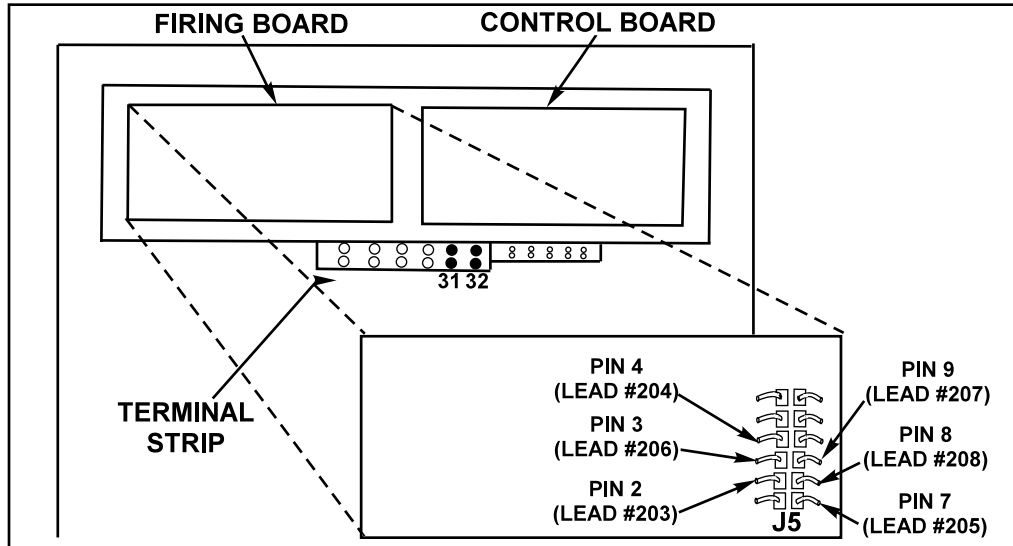 FIRING BOARD
CONTROL BOARD
31 32
TERMINAL
STRIP
PIN 4
(LEAD #204)
PIN 3
(LEAD #206)
PIN 2
(LEAD #203)
PIN 9
(LEAD #207)
PIN 8
(LEAD #208)
PIN 7
(LEAD #205)
J5